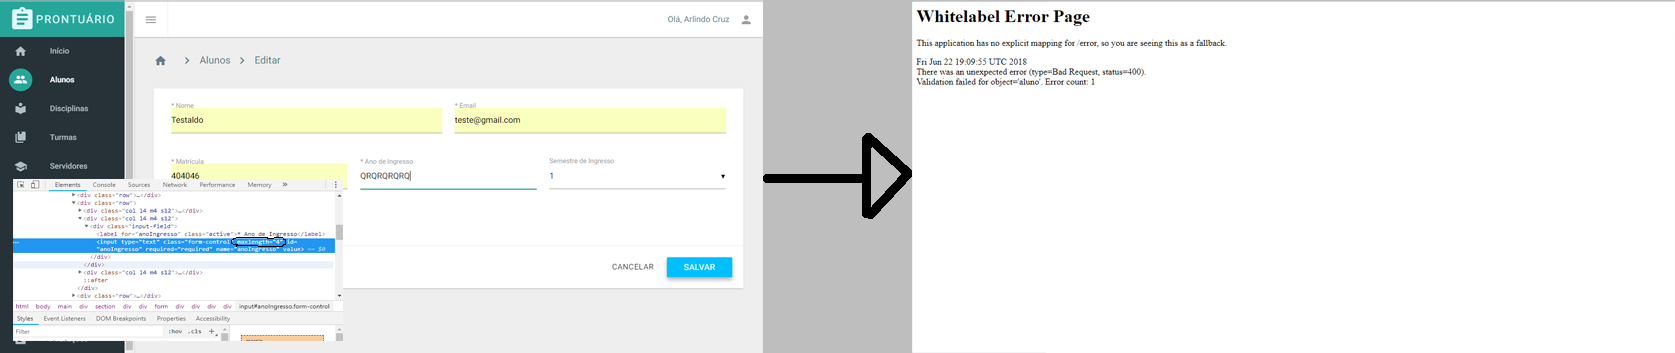 PRONTUÁRIO
Olá, Arlindo Cruz
Início
Alunos
Disciplinas
Turmas
Servidores
Alunos
Editar
* Nome
Testaldo
* Email
teste@gmail.com
* Matrícula
404046
* Ano de Ingresso
QRQRQRQRQ
Semestre de Ingresso
1
CANCELAR
SALVAR
Elements Console Sources Network Performance Memory »
<div class="row">…</div>
<div class="row">
<div class="col l4 m4 s12">…</div>
<div class="col l4 m4 s12">
<div class="input-field">
<label for="anoIngresso" class="active">* Ano de Ingresso</label>
<input type="text" class="form-control" maxlength="4" id=
"anoIngresso" required="required" name="anoIngresso" value> == $0
</div>
</div>
<div class="col l4 m4 s12">…</div>
::after
</div>
<div class="row">…</div>
html body main div section div div form div div div div input#anoIngresso.form-control
Styles Event Listeners DOM Breakpoints Properties Accessibility
Filter
:hov .cls +
Whitelabel Error Page
This application has no explicit mapping for /error, so you are seeing this as a fallback.
Fri Jun 22 19:09:55 UTC 2018
There was an unexpected error (type=Bad Request, status=400).
Validation failed for object='aluno'. Error count: 1